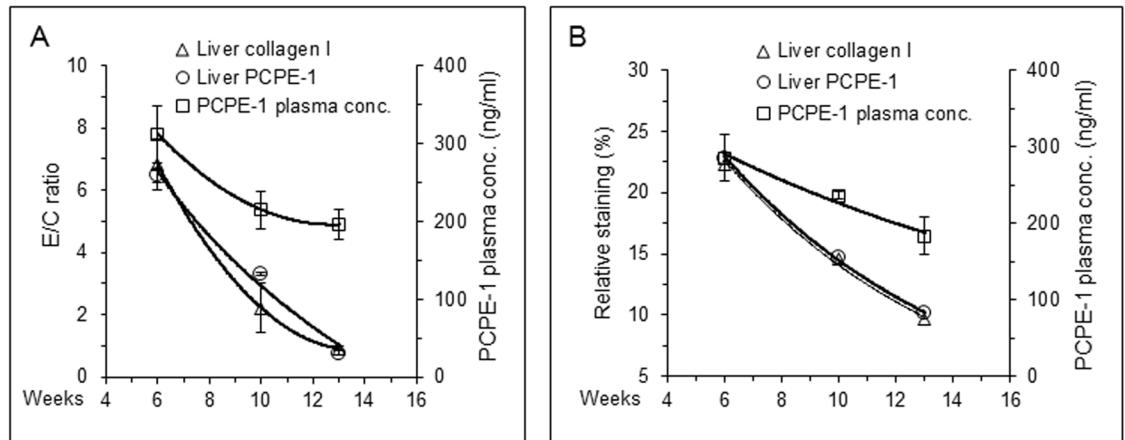 A
Liver collagen I
Liver PCPE-1
PCPE-1 plasma conc.
10
8
6
4
2
0
E/C ratio
400
300
200
100
0
PCPE-1 plasma conc. (ng/ml)
Weeks 4 6 8 10 12 14 16
B
Liver collagen I
Liver PCPE-1
PCPE-1 plasma conc.
30
25
20
15
10
5
Relative staining (%)
400
300
200
100
0
PCPE-1 plasma conc. (ng/ml)
Weeks 4 6 8 10 12 14 16